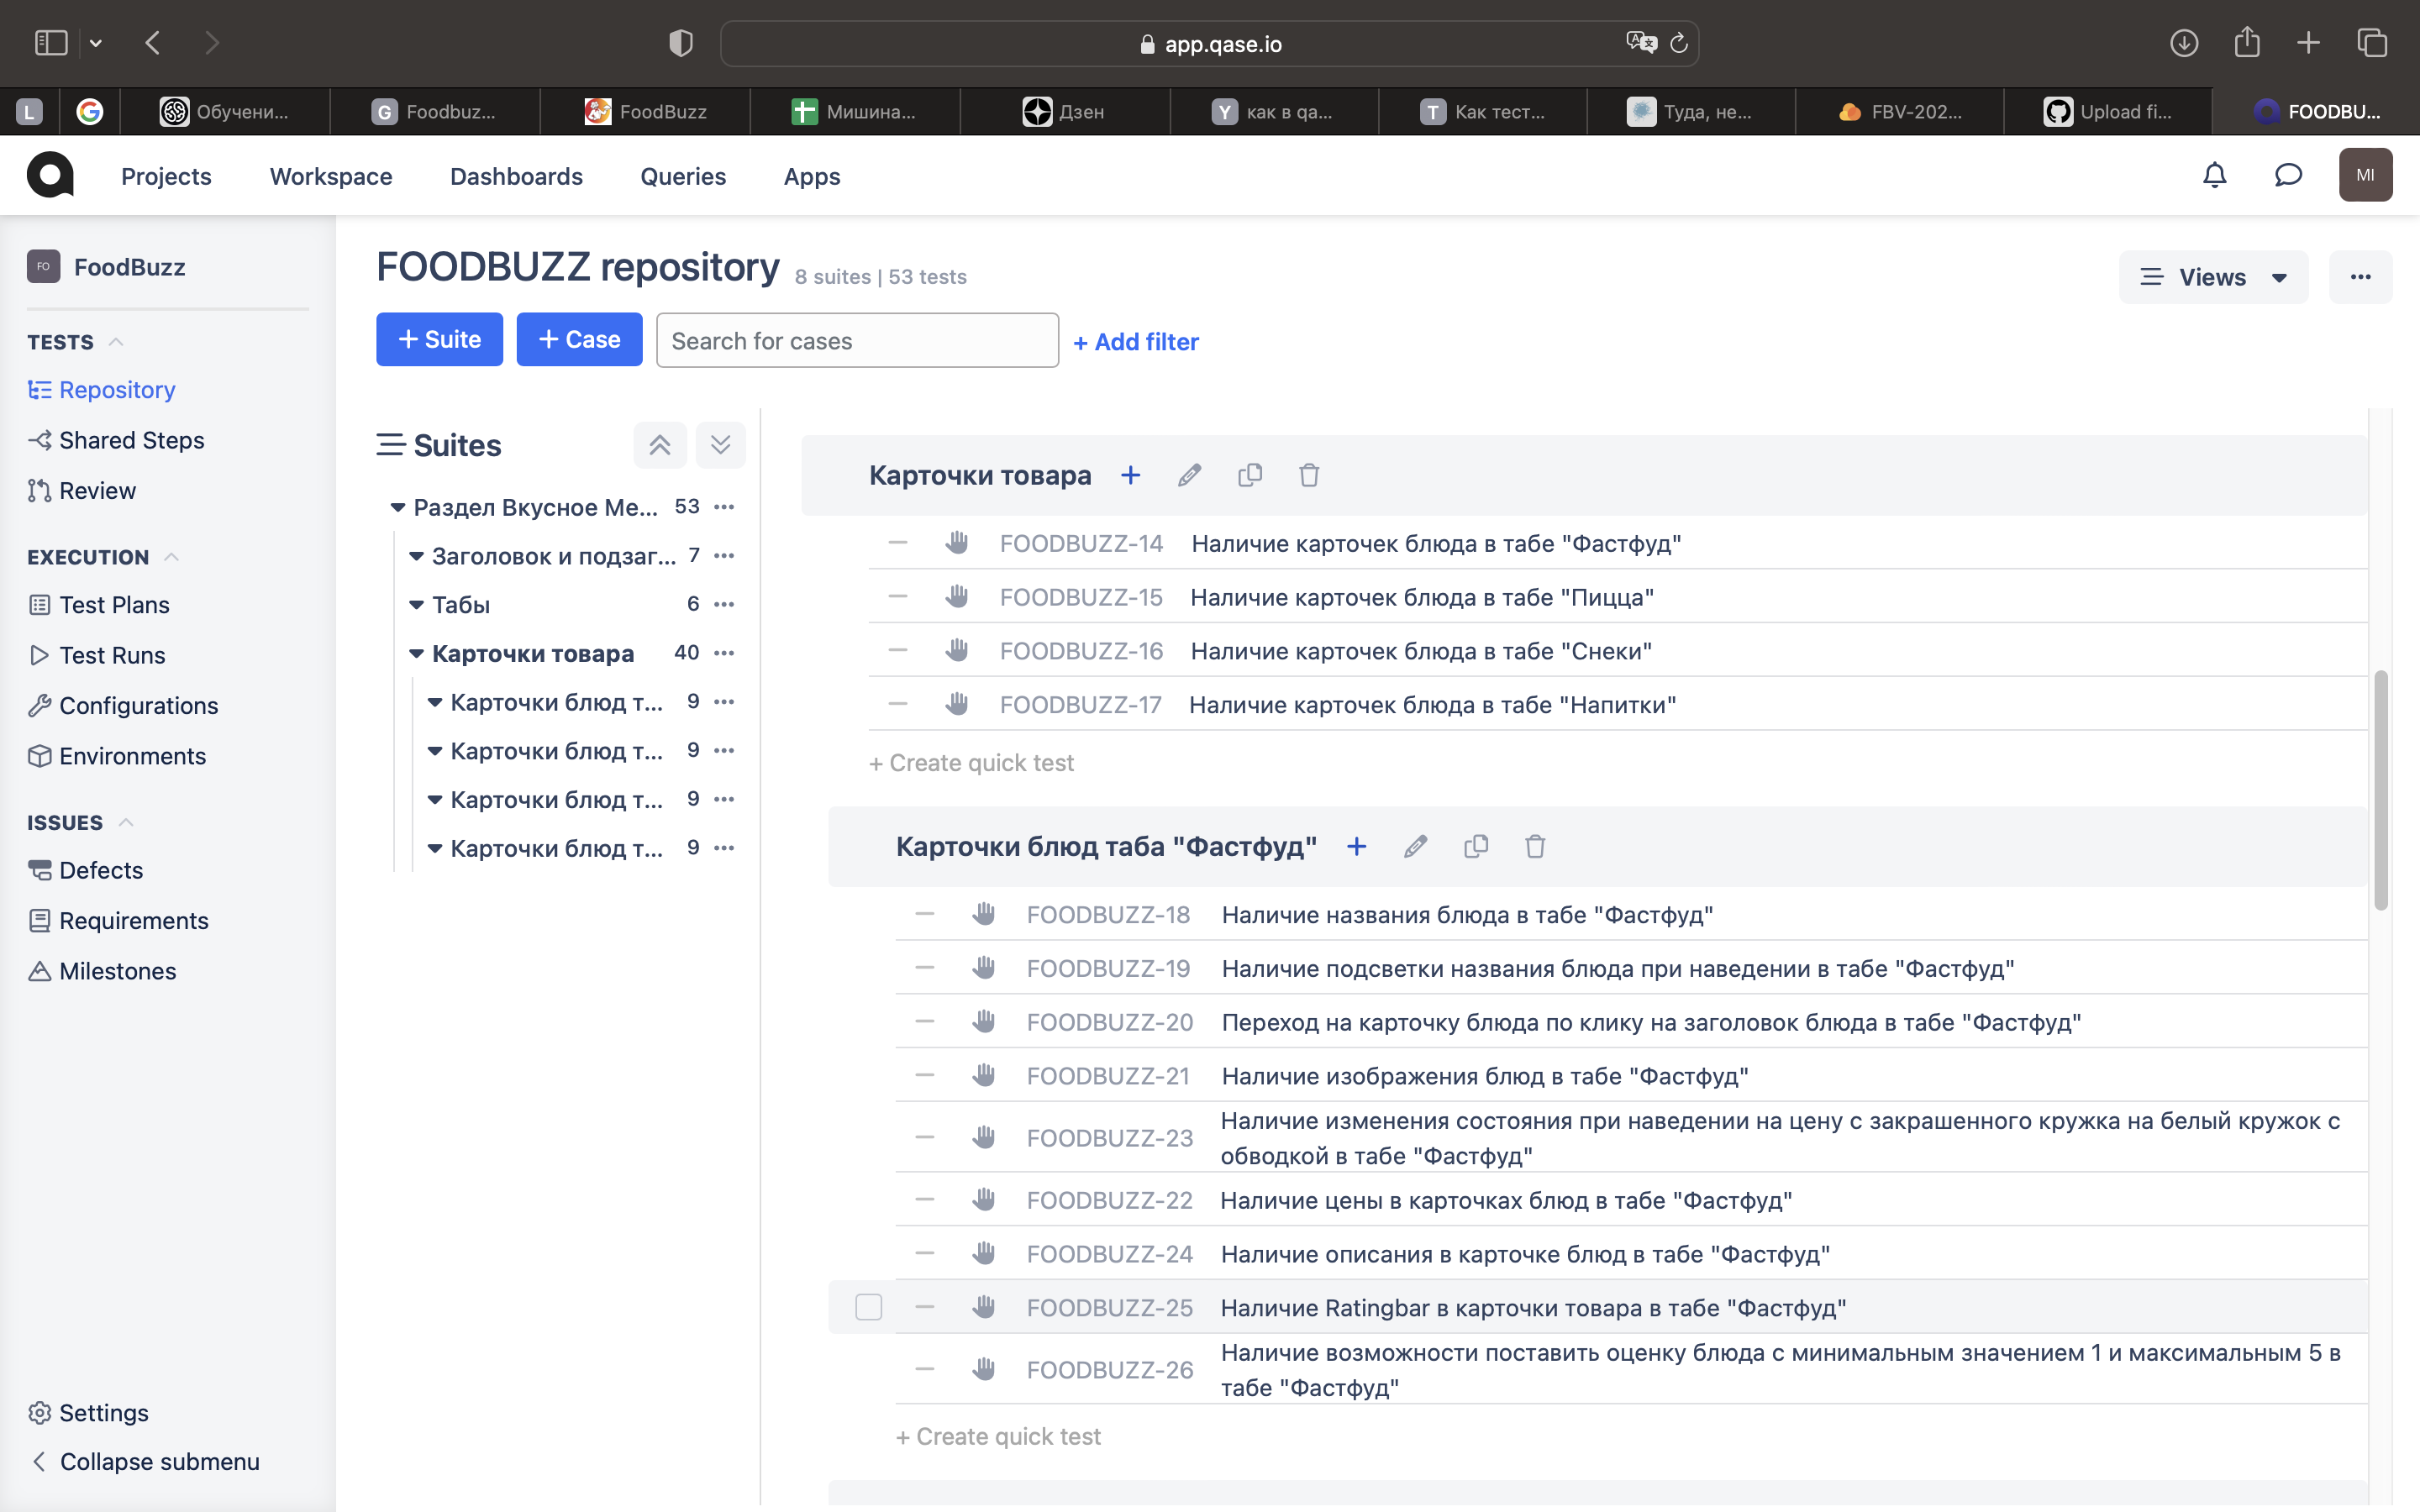 app.qase.io
L
Обучени...
G Foodbuz...
FoodBuzz
Мишина...
Дзен
Y как в qa...
T Как тест...
Туда, не...
FBV-202...
Upload fi...
FOODBU...
Projects Workspace Dashboards Queries Apps
MI
FO FoodBuzz
TESTS
Repository
Shared Steps
Review
EXECUTION
Test Plans
Test Runs
Configurations
Environments
ISSUES
Defects
Requirements
Milestones
Settings
Collapse submenu
FOODBUZZ repository 8 suites | 53 tests
Views
+ Suite
+ Case
Search for cases
+ Add filter
Suites
Раздел Вкусное Ме... 53
Заголовок и подзаг... 7
Табы 6
Карточки товара 40
Карточки блюд т... 9
Карточки блюд т... 9
Карточки блюд т... 9
Карточки блюд т... 9
Карточки товара
FOODBUZZ-14 Наличие карточек блюда в табе "Фастфуд"
FOODBUZZ-15 Наличие карточек блюда в табе "Пицца"
FOODBUZZ-16 Наличие карточек блюда в табе "Снеки"
FOODBUZZ-17 Наличие карточек блюда в табе "Напитки"
+ Create quick test
Карточки блюд таба "Фастфуд"
FOODBUZZ-18 Наличие названия блюда в табе "Фастфуд"
FOODBUZZ-19 Наличие подсветки названия блюда при наведении в табе "Фастфуд"
FOODBUZZ-20 Переход на карточку блюда по клику на заголовок блюда в табе "Фастфуд"
FOODBUZZ-21 Наличие изображения блюд в табе "Фастфуд"
FOODBUZZ-23 Наличие изменения состояния при наведении на цену с закрашенного кружка на белый кружок с
обводкой в табе "Фастфуд"
FOODBUZZ-22 Наличие цены в карточках блюд в табе "Фастфуд"
FOODBUZZ-24 Наличие описания в карточке блюд в табе "Фастфуд"
FOODBUZZ-25 Наличие Ratingbar в карточки товара в табе "Фастфуд"
FOODBUZZ-26 Наличие возможности поставить оценку блюда с минимальным значением 1 и максимальным 5 в
табе "Фастфуд"
+ Create quick test